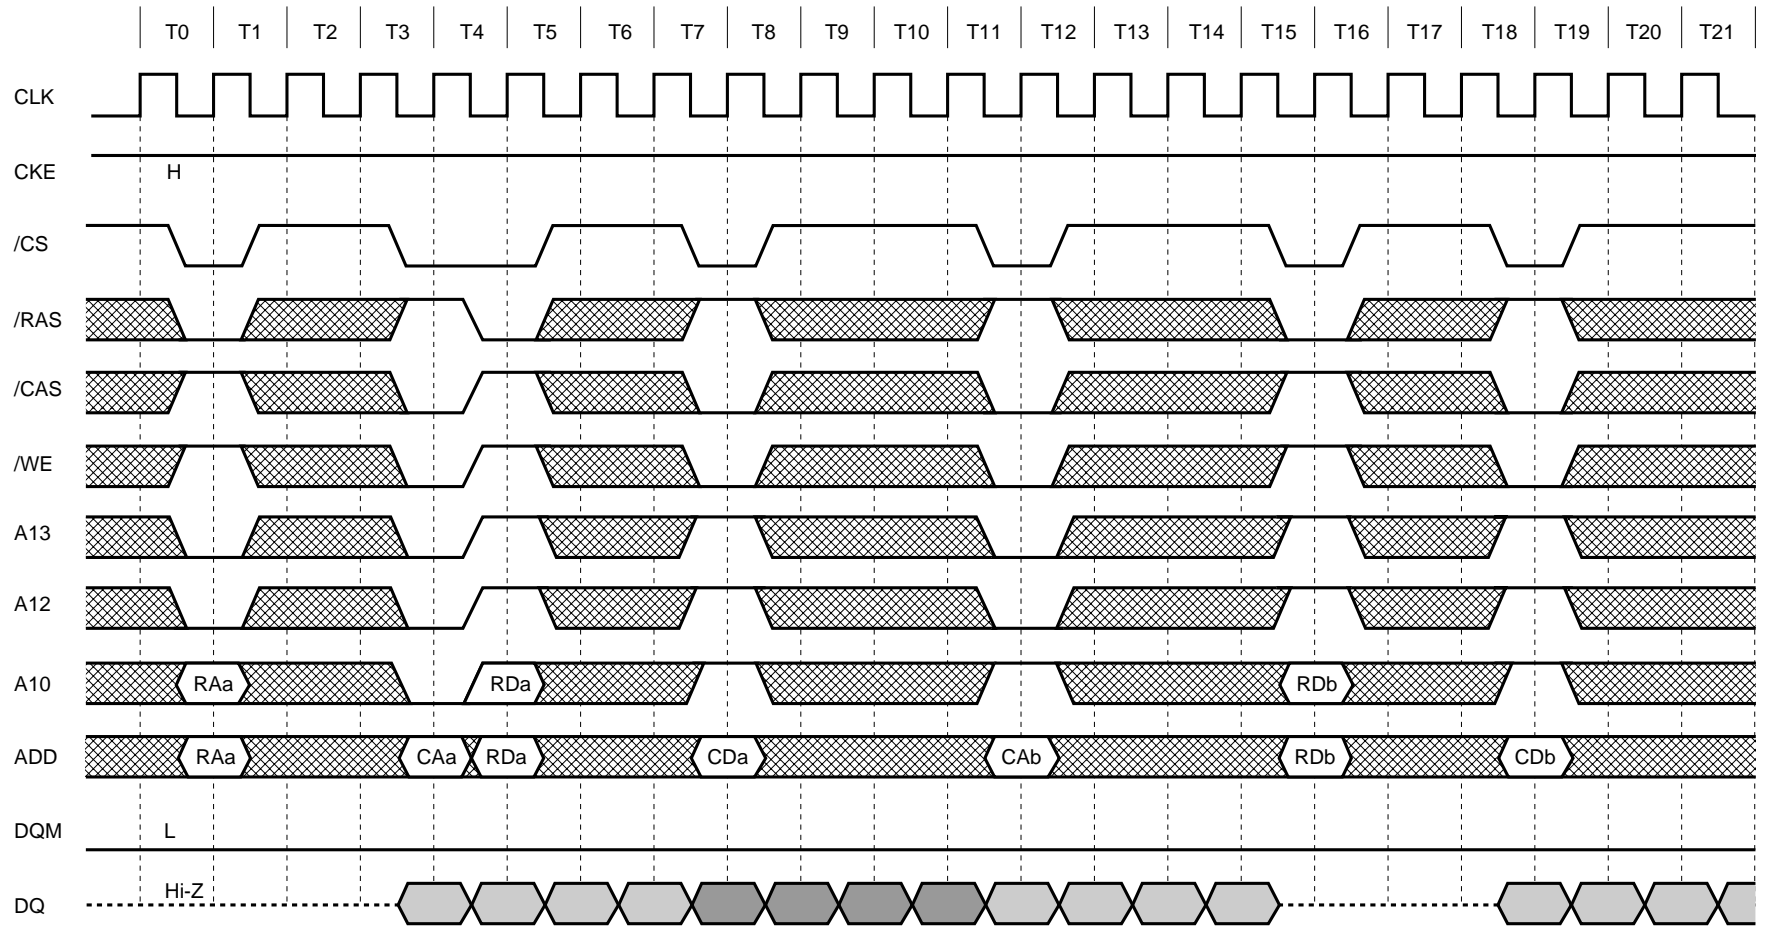 T0 T1 T2 T3 T4 T5 T6 T7 T8 T9 T10 T11 T12 T13 T14 T15 T16 T17 T18 T19 T20 T21
CLK
CKE H
/CS
/RAS
/CAS
/WE
A13
A12
A10 RAa RDa RDb
ADD RAa CAa RDa CDa CAb RDb CDb
DQM L
DQ Hi-Z